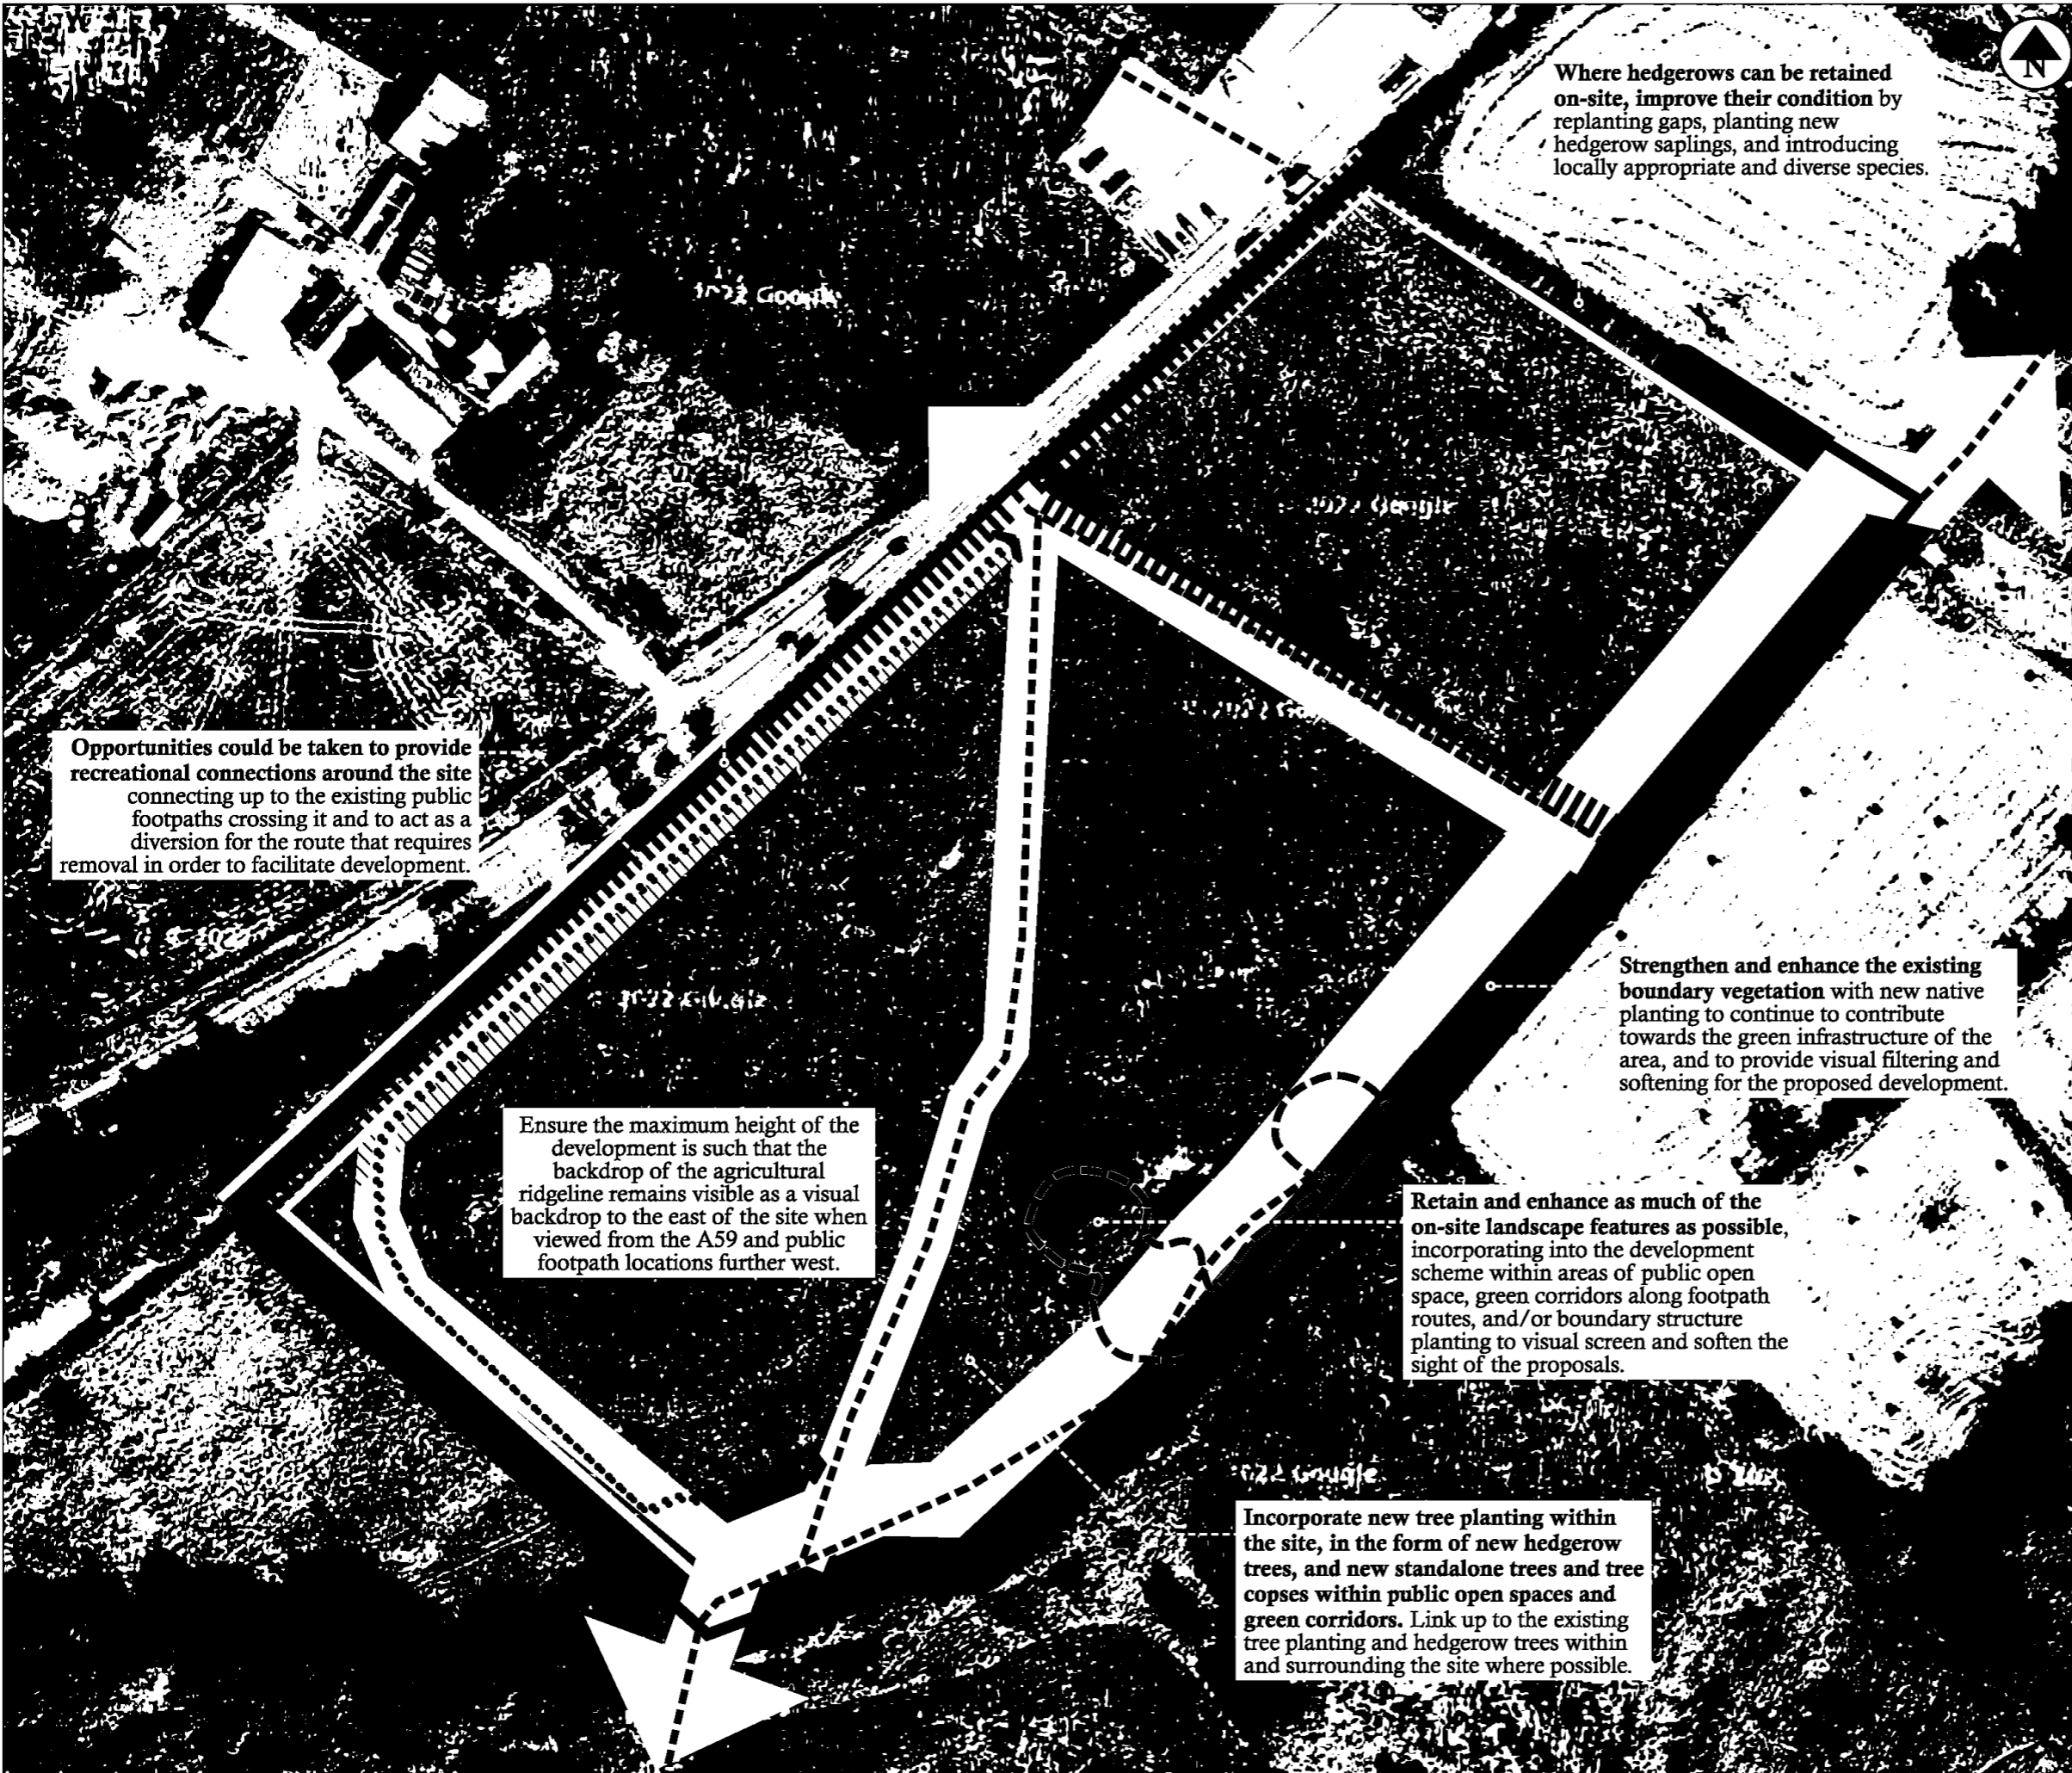 N
Where hedgerows can be retained
on-site, improve their condition by
replanting gaps, planting new
hedgerow saplings, and introducing
locally appropriate and diverse species.
Opportunities could be taken to provide
recreational connections around the site
connecting up to the existing public
footpaths crossing it and to act as a
diversion for the route that requires
removal in order to facilitate development.
Strengthen and enhance the existing
boundary vegetation with new native
planting to continue to contribute
towards the green infrastructure of the
area, and to provide visual filtering and
softening for the proposed development.
Ensure the maximum height of the
development is such that the
backdrop of the agricultural
ridgeline remains visible as a visual
backdrop to the east of the site when
viewed from the A59 and public
footpath locations further west.
Retain and enhance as much of the
on-site landscape features as possible,
incorporating into the development
scheme within areas of public open
space, green corridors along footpath
routes, and/or boundary structure
planting to visual screen and soften the
sight of the proposals.
Incorporate new tree planting within
the site, in the form of new hedgerow
trees, and new standalone trees and tree
copses within public open spaces and
green corridors. Link up to the existing
tree planting and hedgerow trees within
and surrounding the site where possible.